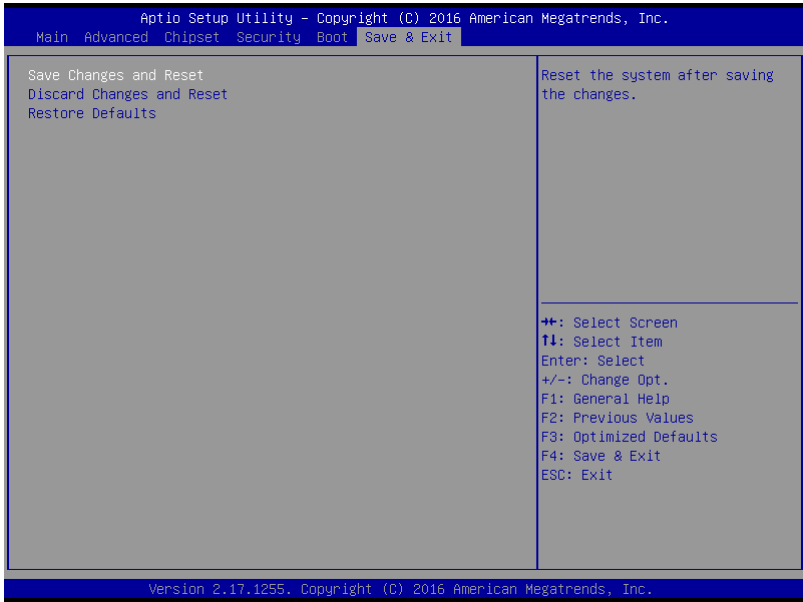 Aptio Setup Utility – Copyright (C) 2016 American Megatrends, Inc.
Main Advanced Chipset Security Boot Save & Exit
Save Changes and Reset
Discard Changes and Reset
Restore Defaults
Reset the system after saving
the changes.
→←: Select Screen
↑↓: Select Item
Enter: Select
+/-: Change Opt.
F1: General Help
F2: Previous Values
F3: Optimized Defaults
F4: Save & Exit
ESC: Exit
Version 2.17.1255. Copyright (C) 2016 American Megatrends, Inc.